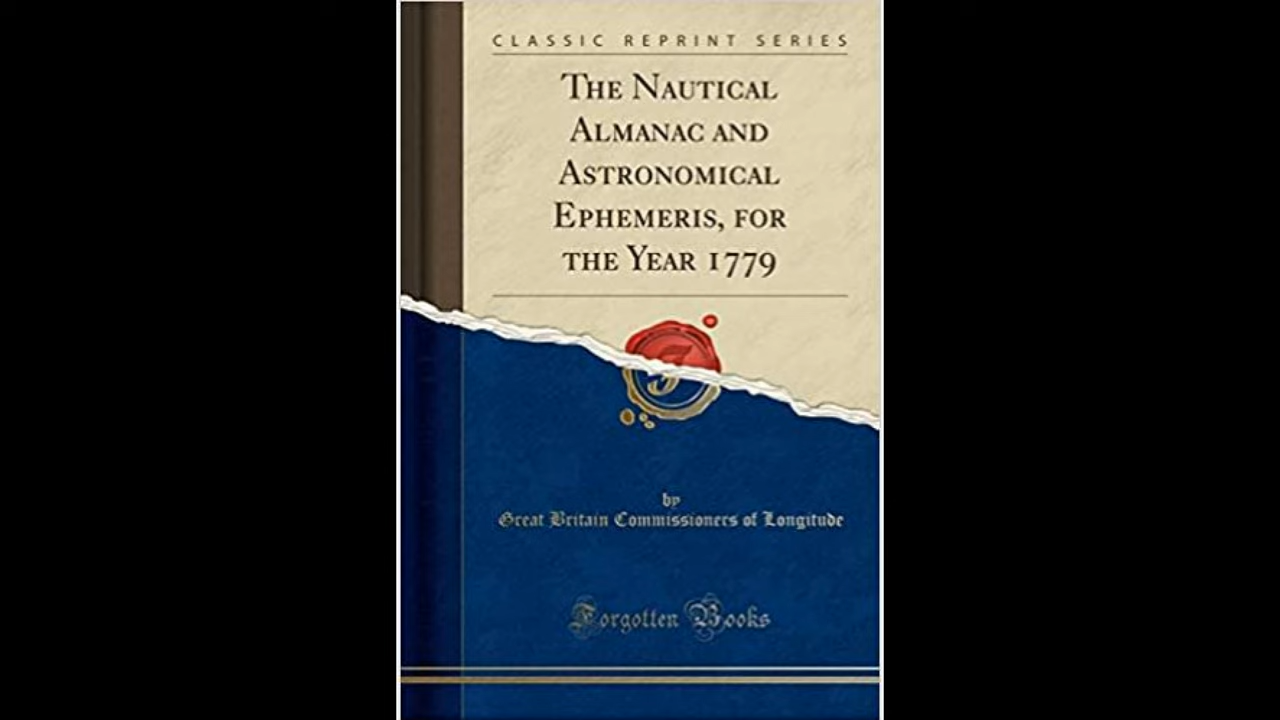 CLASSIC REPRINT SERIES
THE NAUTICAL
ALMANAC AND
ASTRONOMICAL
EPHEMERIS, FOR
THE YEAR 1779
by
Great Britain Commissioners of Longitude
Forgotten Books